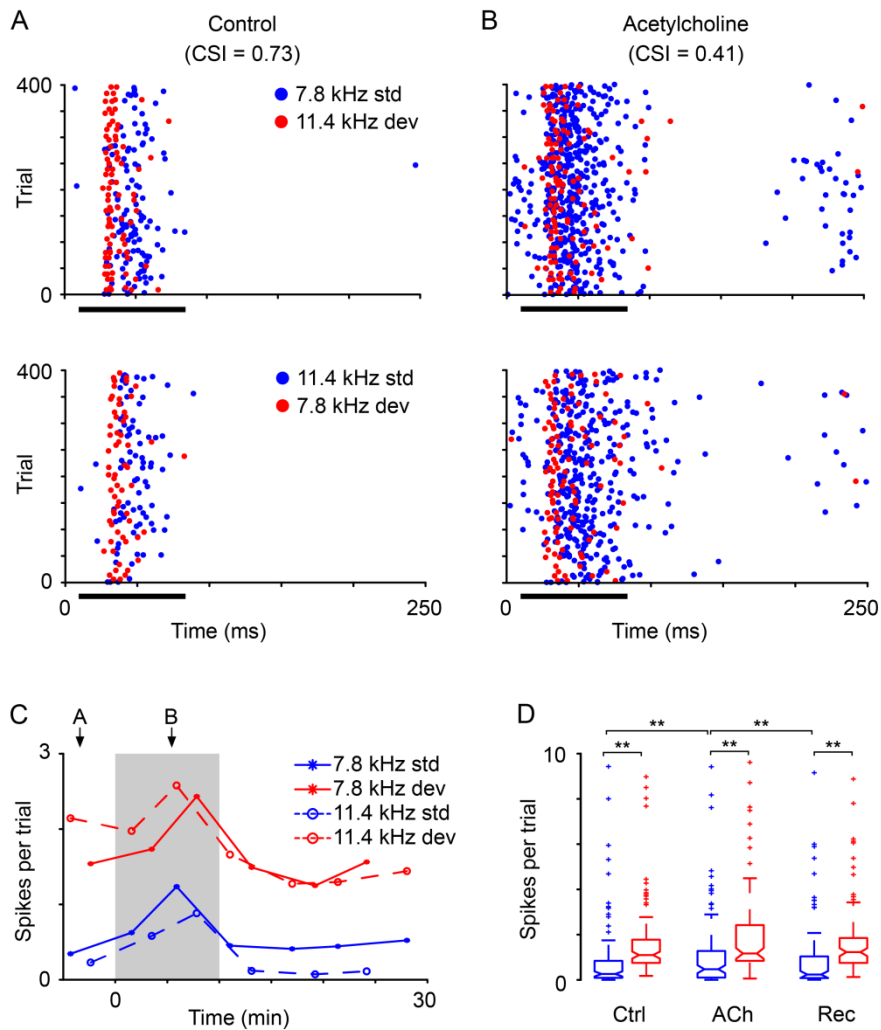 A
Control
(CSI = 0.73)
B
Acetylcholine
(CSI = 0.41)
400
Trial
0
7.8 kHz std
11.4 kHz dev
400
Trial
0
11.4 kHz std
7.8 kHz dev
0
250
Time (ms)
0
250
Time (ms)
C
A
B
3
Spikes per trial
0
7.8 kHz std
7.8 kHz dev
11.4 kHz std
11.4 kHz dev
0
30
Time (min)
D
10
Spikes per trial
0
**
**
**
**
**
Ctrl
ACh
Rec